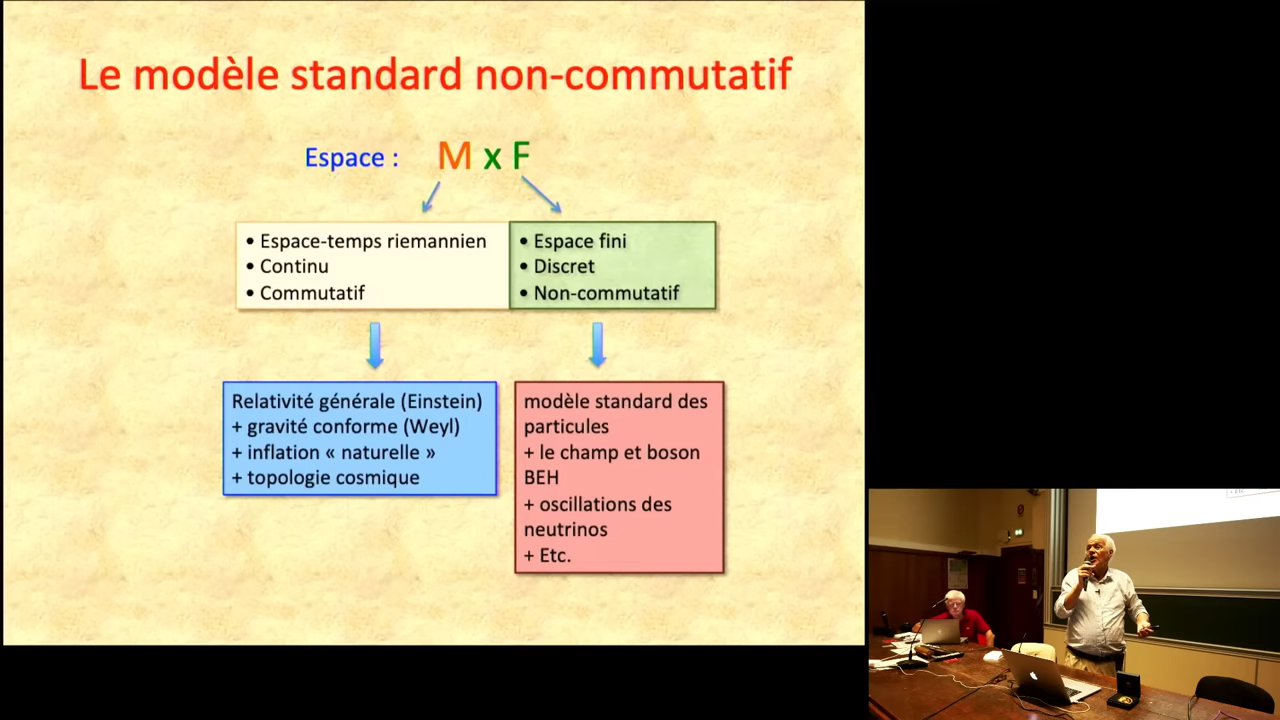 Le modèle standard non-commutatif
Espace : M x F
• Espace-temps riemannien
• Continu
• Commutatif
• Espace fini
• Discret
• Non-commutatif
Relativité générale (Einstein)
+ gravité conforme (Weyl)
+ inflation « naturelle »
+ topologie cosmique
modèle standard des
particules
+ le champ et boson
BEH
+ oscillations des
neutrinos
+ Etc.